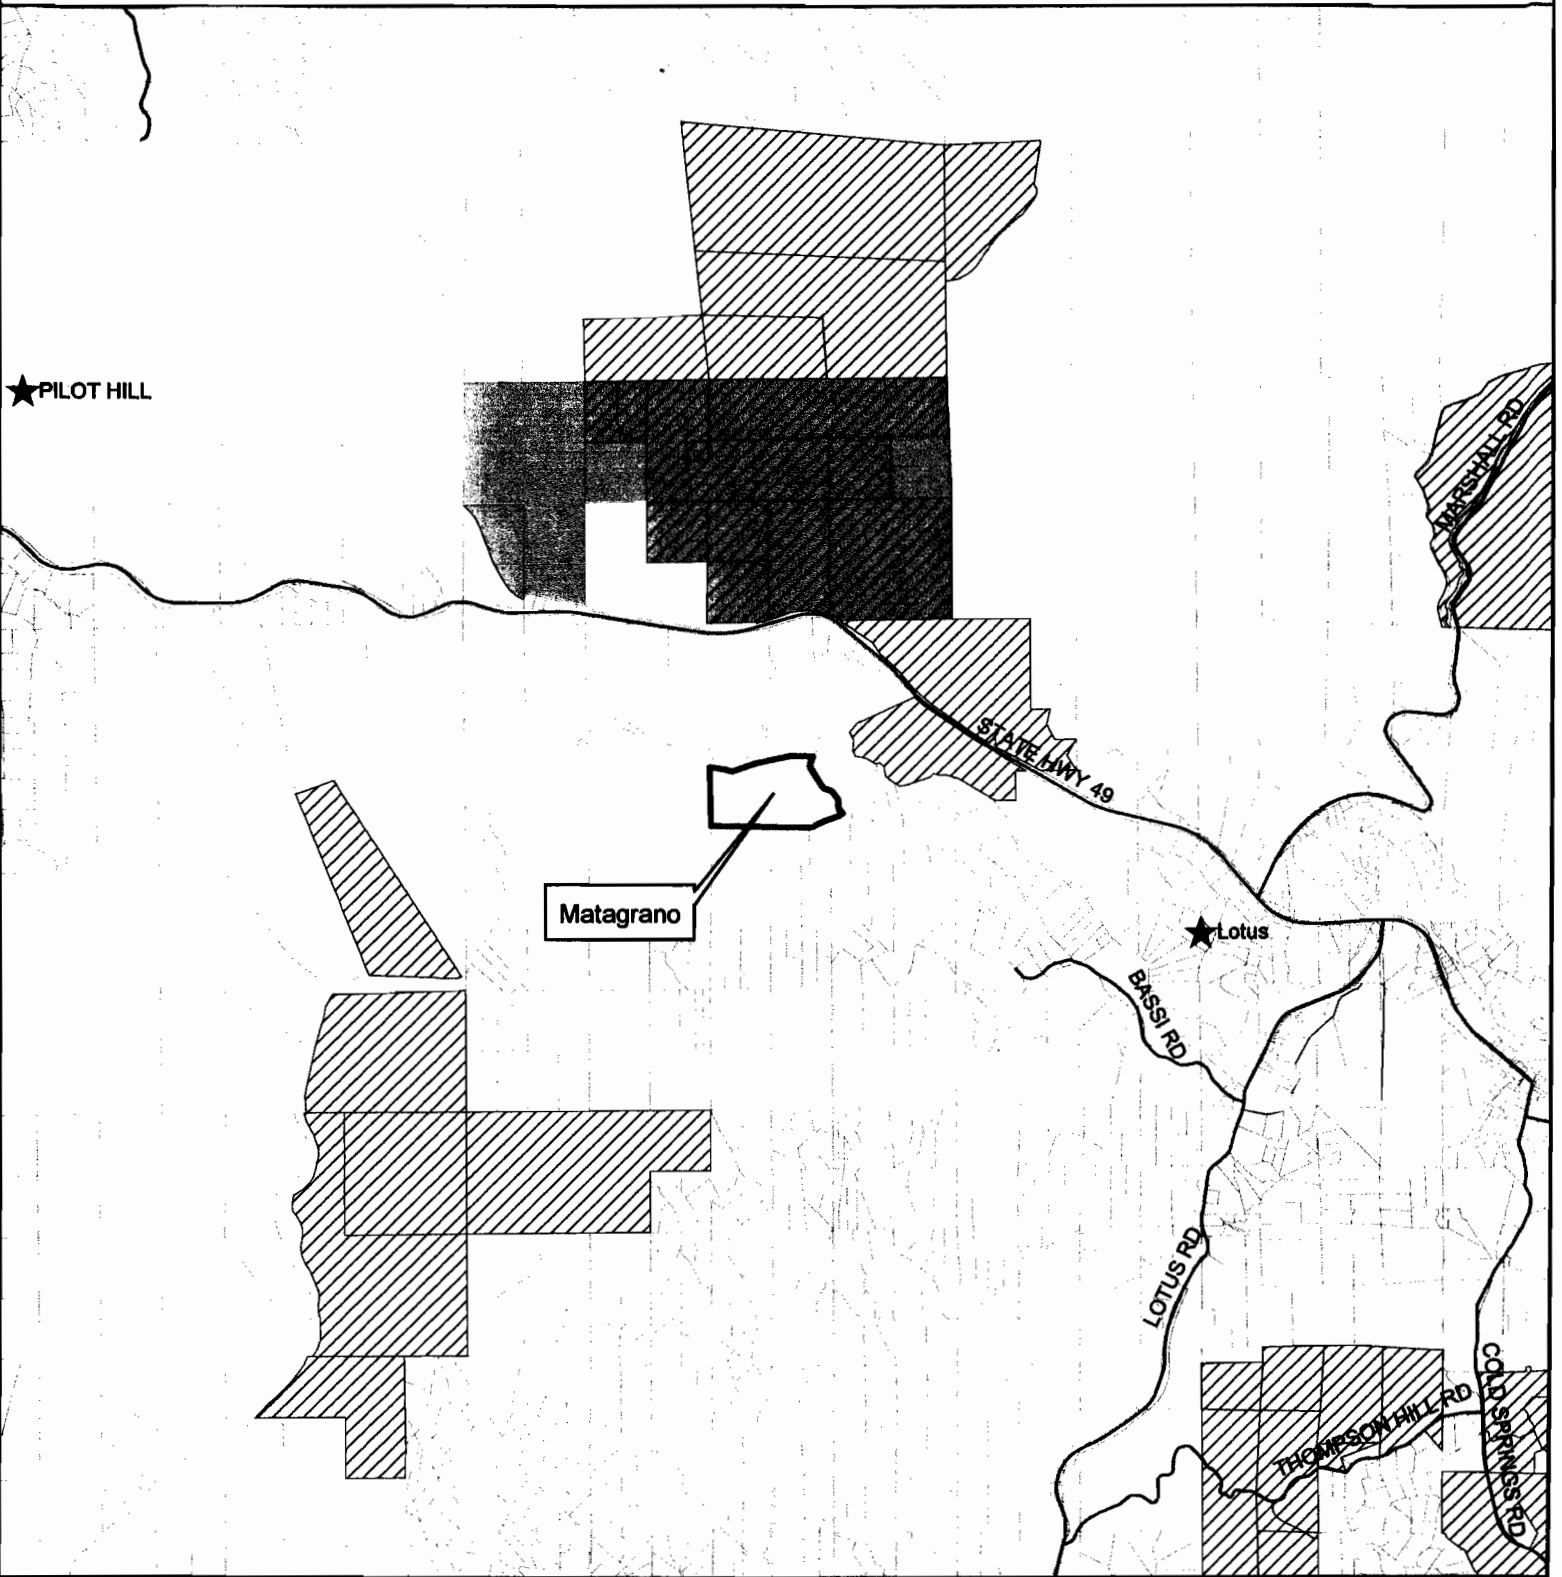 PILOT HILL
MARSHALL RD
STATE HWY 49
Matagrano
Lotus
BASSI RD
LOTUS RD
THOMPSON HILL RD
COLD SPRINGS RD